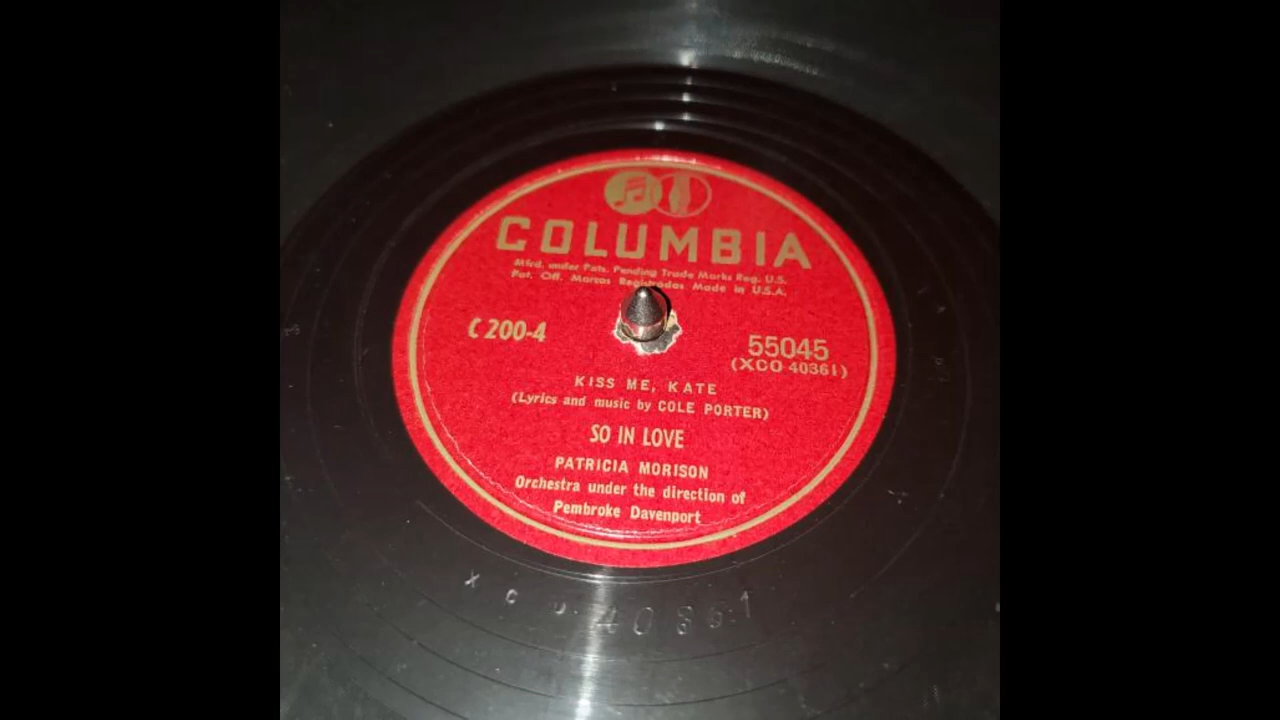 COLUMBIA
Mfrd. under Pats. Pending Trade Marks Reg. U.S.
Pat. Off. Marcas Registradas Made in U.S.A.
C 200-4
55045
(XCO 40361)
KISS ME, KATE
(Lyrics and music by COLE PORTER)
SO IN LOVE
PATRICIA MORISON
Orchestra under the direction of
Pembroke Davenport
XCO 40361